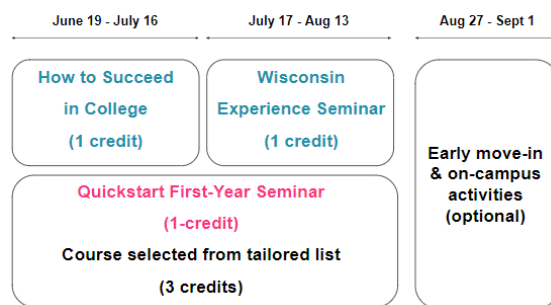 June 19 - July 16
July 17 - Aug 13
Aug 27 - Sept 1
How to Succeed
in College
(1 credit)
Wisconsin
Experience Seminar
(1 credit)
Quickstart First-Year Seminar
(1-credit)
Course selected from tailored list
(3 credits)
Early move-in
& on-campus
activities
(optional)